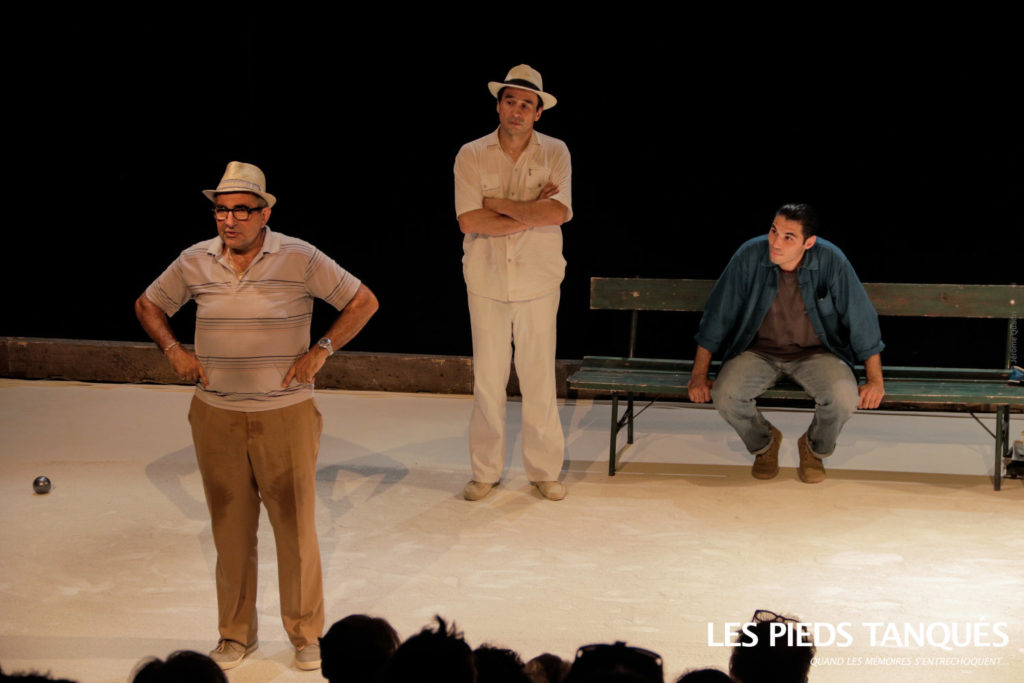 LES PIEDS TANQUÉS
QUAND LES MÉMOIRES S'ENTRECHOQUENT...